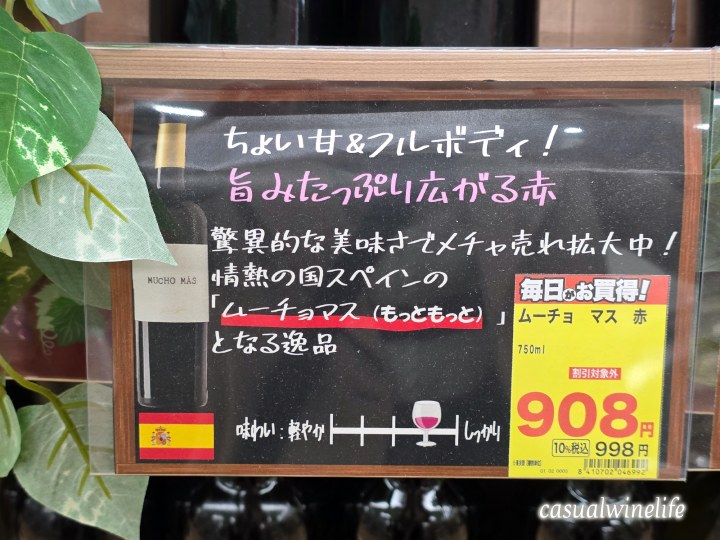 ちょい甘&フルボディ!
旨みたっぷり広がる赤
驚異的な美味さでメチャ売れ拡大中!
情熱の国スペインの
「ムーチョマス(もっともっと)」
となる逸品
MUCHO MÁS
味わい:軽やか
しっかり
毎日がお買得!
ムーチョ マス 赤
750ml
割引対象外
908円
10%税込 998円
8 410702 046992
casualwinelife